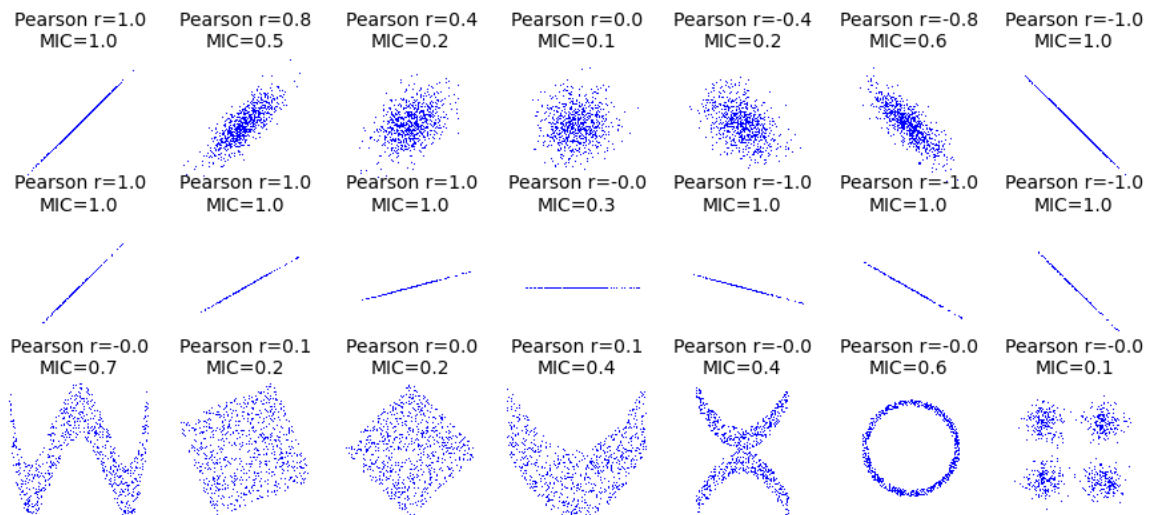 Pearson r=1.0 Pearson r=0.8 Pearson r=0.4 Pearson r=0.0 Pearson r=-0.4 Pearson r=-0.8 Pearson r=-1.0
MIC=1.0 MIC=0.5 MIC=0.2 MIC=0.1 MIC=0.2 MIC=0.6 MIC=1.0
Pearson r=1.0 Pearson r=1.0 Pearson r=1.0 Pearson r=-0.0 Pearson r=-1.0 Pearson r=-1.0 Pearson r=-1.0
MIC=1.0 MIC=1.0 MIC=1.0 MIC=0.3 MIC=1.0 MIC=1.0 MIC=1.0
Pearson r=-0.0 Pearson r=0.1 Pearson r=0.0 Pearson r=0.1 Pearson r=-0.0 Pearson r=-0.0 Pearson r=-0.0
MIC=0.7 MIC=0.2 MIC=0.2 MIC=0.4 MIC=0.4 MIC=0.6 MIC=0.1